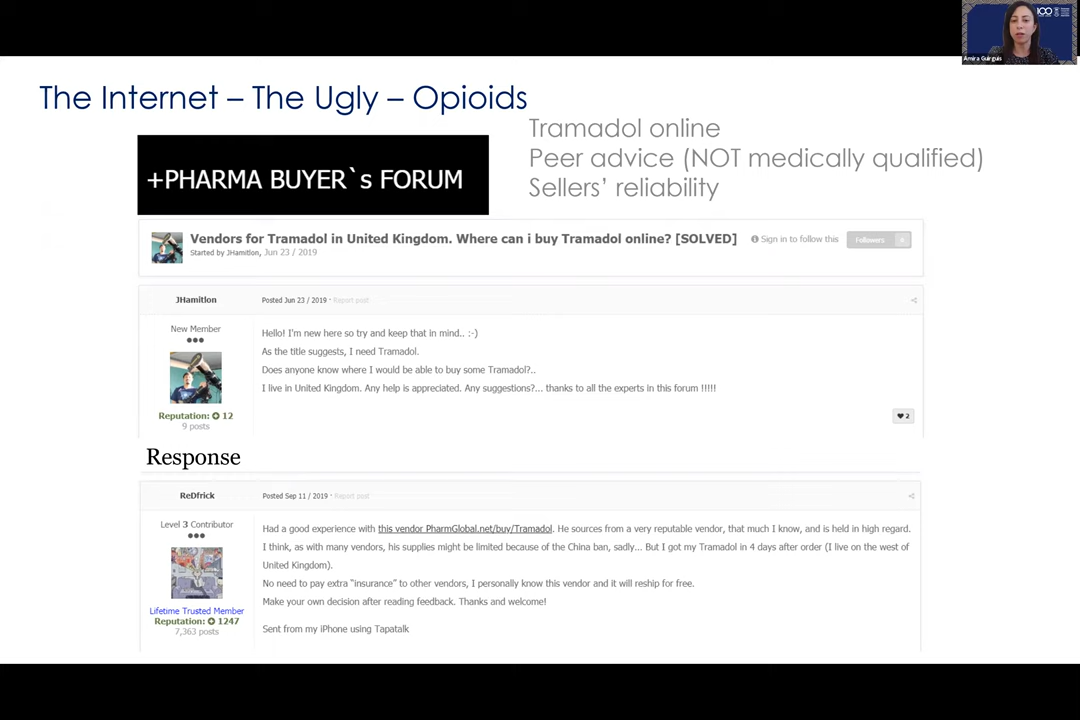 100
Amira Guirguis
The Internet – The Ugly – Opioids
Tramadol online
Peer advice (NOT medically qualified)
Sellers’ reliability
+PHARMA BUYER`s FORUM
Vendors for Tramadol in United Kingdom. Where can i buy Tramadol online? [SOLVED]
Started by JHamitlon, Jun 23 / 2019
Sign in to follow this
Followers
JHamitlon
Posted Jun 23 / 2019 · Report post
New Member
Reputation: 12
9 posts
Hello! I'm new here so try and keep that in mind.. :-)
As the title suggests, I need Tramadol.
Does anyone know where I would be able to buy some Tramadol?..
I live in United Kingdom. Any help is appreciated. Any suggestions?... thanks to all the experts in this forum !!!!!
2
Response
ReDfrick
Posted Sep 11 / 2019 · Report post
Level 3 Contributor
Lifetime Trusted Member
Reputation: 1247
7,363 posts
Had a good experience with this vendor PharmGlobal.net/buy/Tramadol. He sources from a very reputable vendor, that much I know, and is held in high regard.
I think, as with many vendors, his supplies might be limited because of the China ban, sadly... But I got my Tramadol in 4 days after order (I live on the west of
United Kingdom).
No need to pay extra “insurance” to other vendors, I personally know this vendor and it will reship for free.
Make your own decision after reading feedback. Thanks and welcome!
Sent from my iPhone using Tapatalk